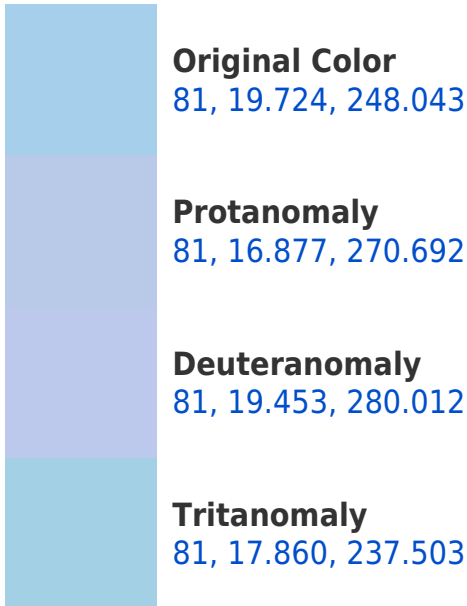 Original Color
81, 19.724, 248.043
Protanomaly
81, 16.877, 270.692
Deuteranomaly
81, 19.453, 280.012
Tritanomaly
81, 17.860, 237.503